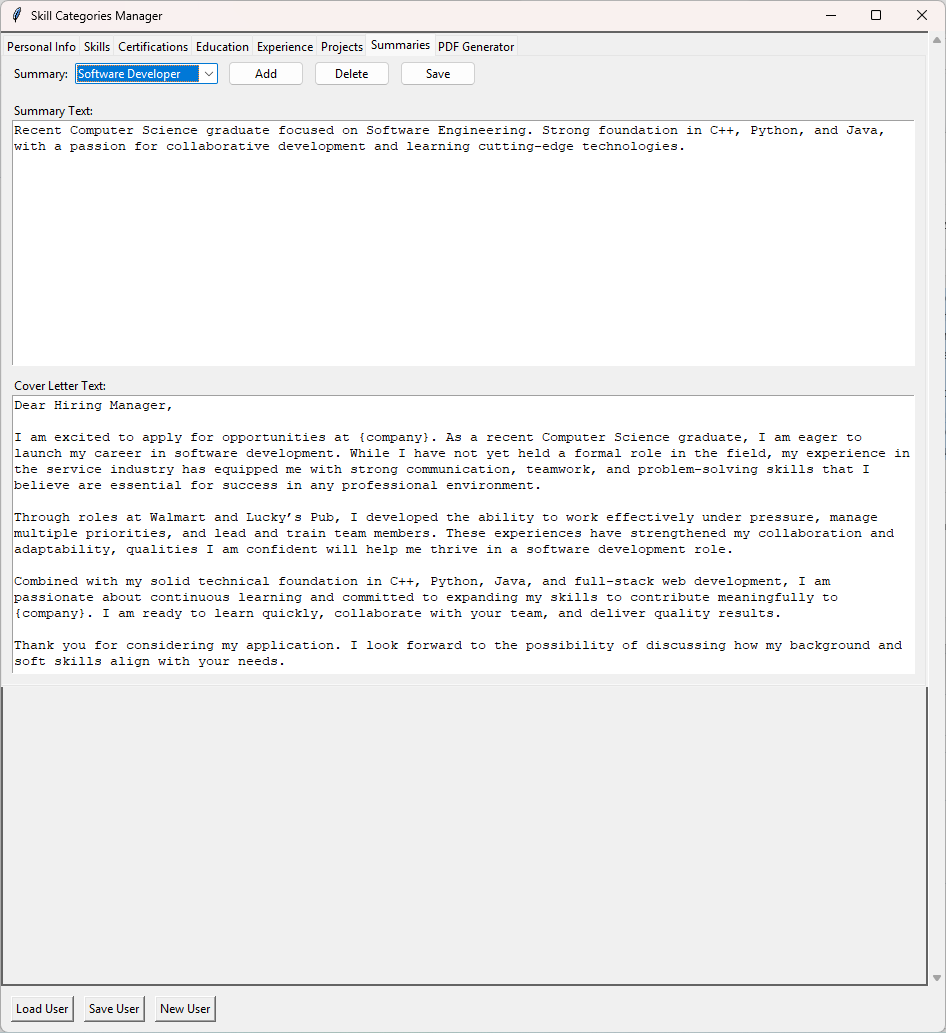 Skill Categories Manager
Personal Info Skills Certifications Education Experience Projects Summaries PDF Generator
Summary: Software Developer Add Delete Save
Summary Text:
Recent Computer Science graduate focused on Software Engineering. Strong foundation in C++, Python, and Java,
with a passion for collaborative development and learning cutting-edge technologies.
Cover Letter Text:
Dear Hiring Manager,
I am excited to apply for opportunities at {company}. As a recent Computer Science graduate, I am eager to
launch my career in software development. While I have not yet held a formal role in the field, my experience in
the service industry has equipped me with strong communication, teamwork, and problem-solving skills that I
believe are essential for success in any professional environment.
Through roles at Walmart and Lucky’s Pub, I developed the ability to work effectively under pressure, manage
multiple priorities, and lead and train team members. These experiences have strengthened my collaboration and
adaptability, qualities I am confident will help me thrive in a software development role.
Combined with my solid technical foundation in C++, Python, Java, and full-stack web development, I am
passionate about continuous learning and committed to expanding my skills to contribute meaningfully to
{company}. I am ready to learn quickly, collaborate with your team, and deliver quality results.
Thank you for considering my application. I look forward to the possibility of discussing how my background and
soft skills align with your needs.
Load User Save User New User